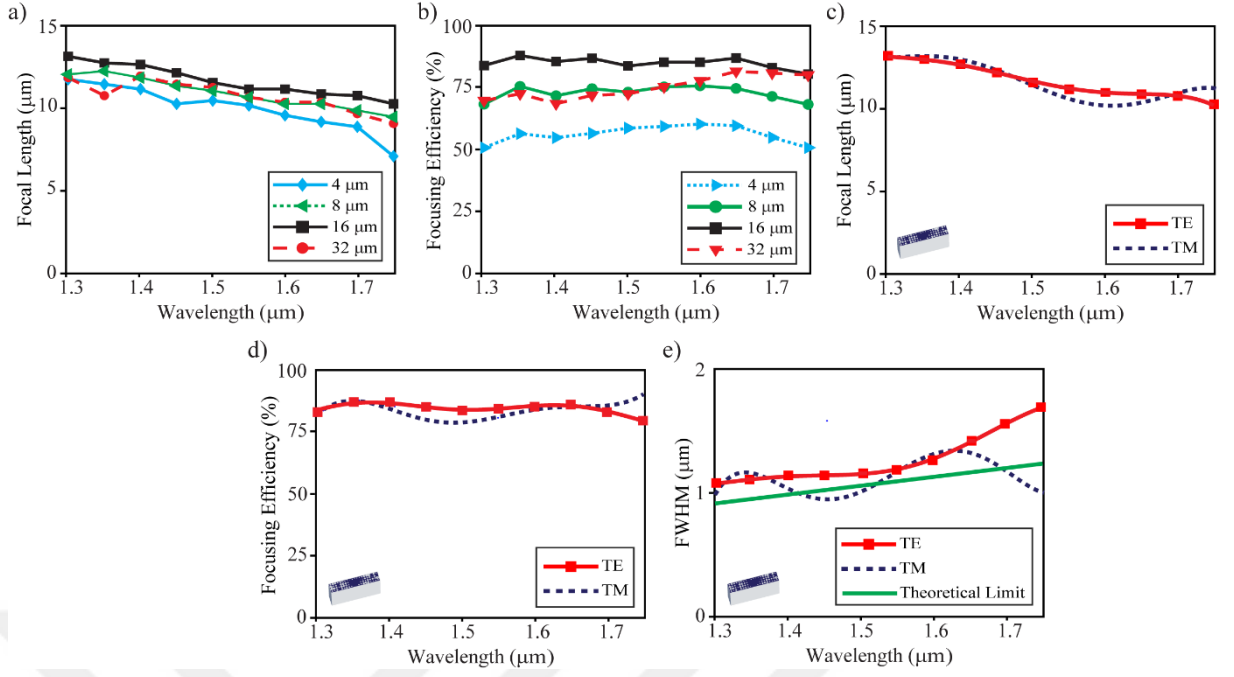 a)
15
10
5
0
Focal Length (μm)
4 μm
8 μm
16 μm
32 μm
1.3 1.4 1.5 1.6 1.7
Wavelength (μm)
b)
100
75
50
25
0
Focusing Efficiency (%)
4 μm
8 μm
16 μm
32 μm
1.3 1.4 1.5 1.6 1.7
Wavelength (μm)
c)
15
10
5
0
Focal Length (μm)
TE
TM
1.3 1.4 1.5 1.6 1.7
Wavelength (μm)
d)
100
75
50
25
0
Focusing Efficiency (%)
TE
TM
1.3 1.4 1.5 1.6 1.7
Wavelength (μm)
e)
2
1
0
FWHM (μm)
TE
TM
Theoretical Limit
1.3 1.4 1.5 1.6 1.7
Wavelength (μm)